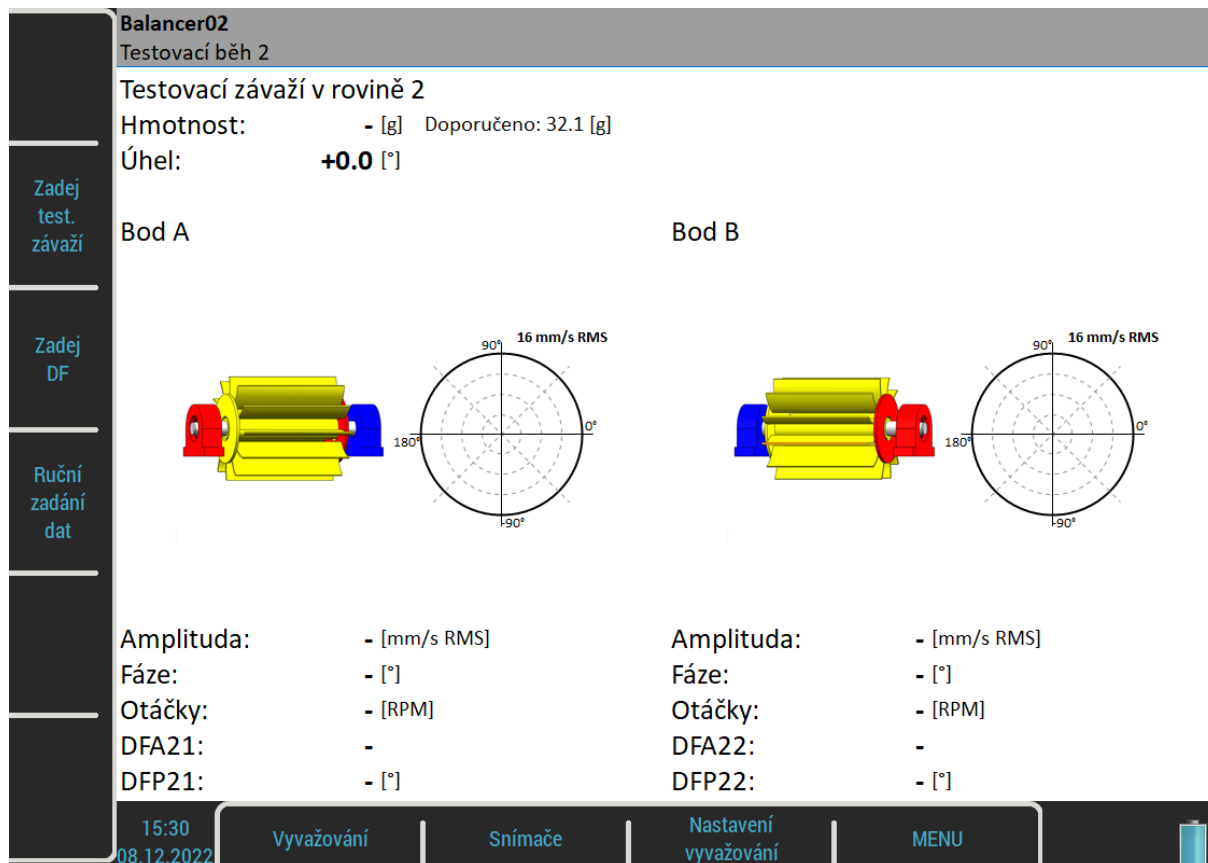 Balancer02
Testovací běh 2
Testovací závaží v rovině 2
Hmotnost: - [g] Doporučeno: 32.1 [g]
Úhel: +0.0 [°]
Zadej
test.
závaží
Zadej
DF
Ruční
zadání
dat
Bod A
90° 16 mm/s RMS
0°
180°
-90°
Bod B
90° 16 mm/s RMS
0°
180°
-90°
Amplituda: - [mm/s RMS]
Fáze: - [°]
Otáčky: - [RPM]
DFA21: -
DFP21: - [°]
Amplituda: - [mm/s RMS]
Fáze: - [°]
Otáčky: - [RPM]
DFA22: -
DFP22: - [°]
15:30
08.12.2022
Vyvažování
Snímače
Nastavení
vyvažování
MENU